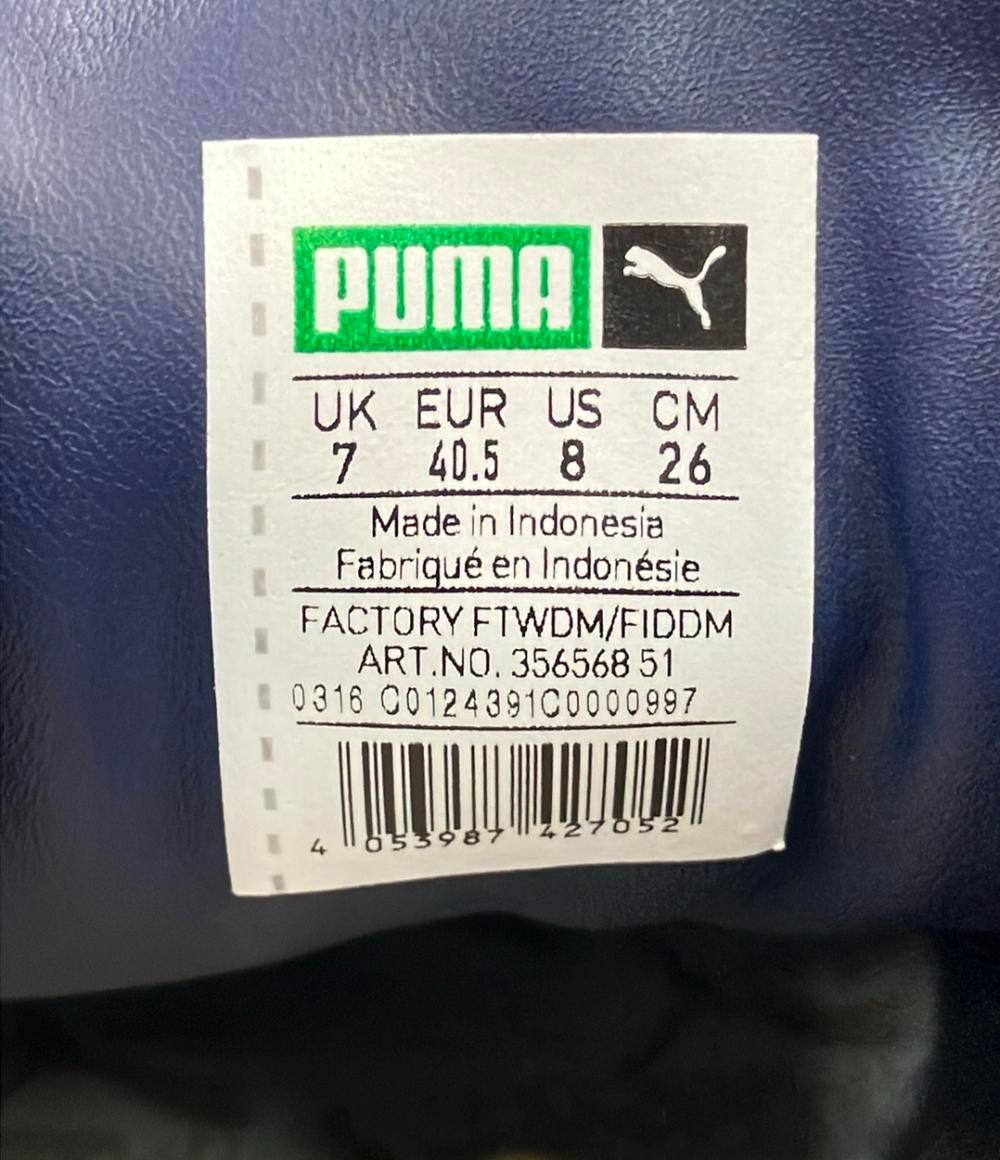 PUMA
UK EUR US CM
7 40.5 8 26
Made in Indonesia
Fabriqué en Indonésie
FACTORY FTWDM/FIDDM
ART.NO. 356568 51
0316 C0124391C0000997
4 053987 427052